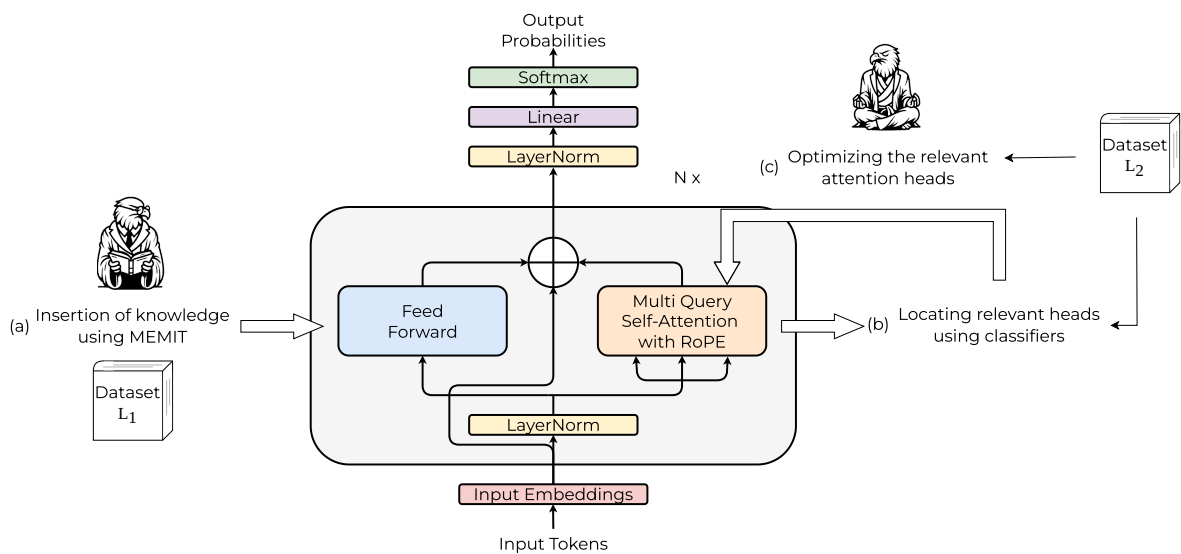 Output
Probabilities
Softmax
Linear
LayerNorm
N x
(c) Optimizing the relevant
attention heads
Dataset
L2
(a) Insertion of knowledge
using MEMIT
Dataset
L1
Feed
Forward
Multi Query
Self-Attention
with RoPE
(b) Locating relevant heads
using classifiers
LayerNorm
Input Embeddings
Input Tokens